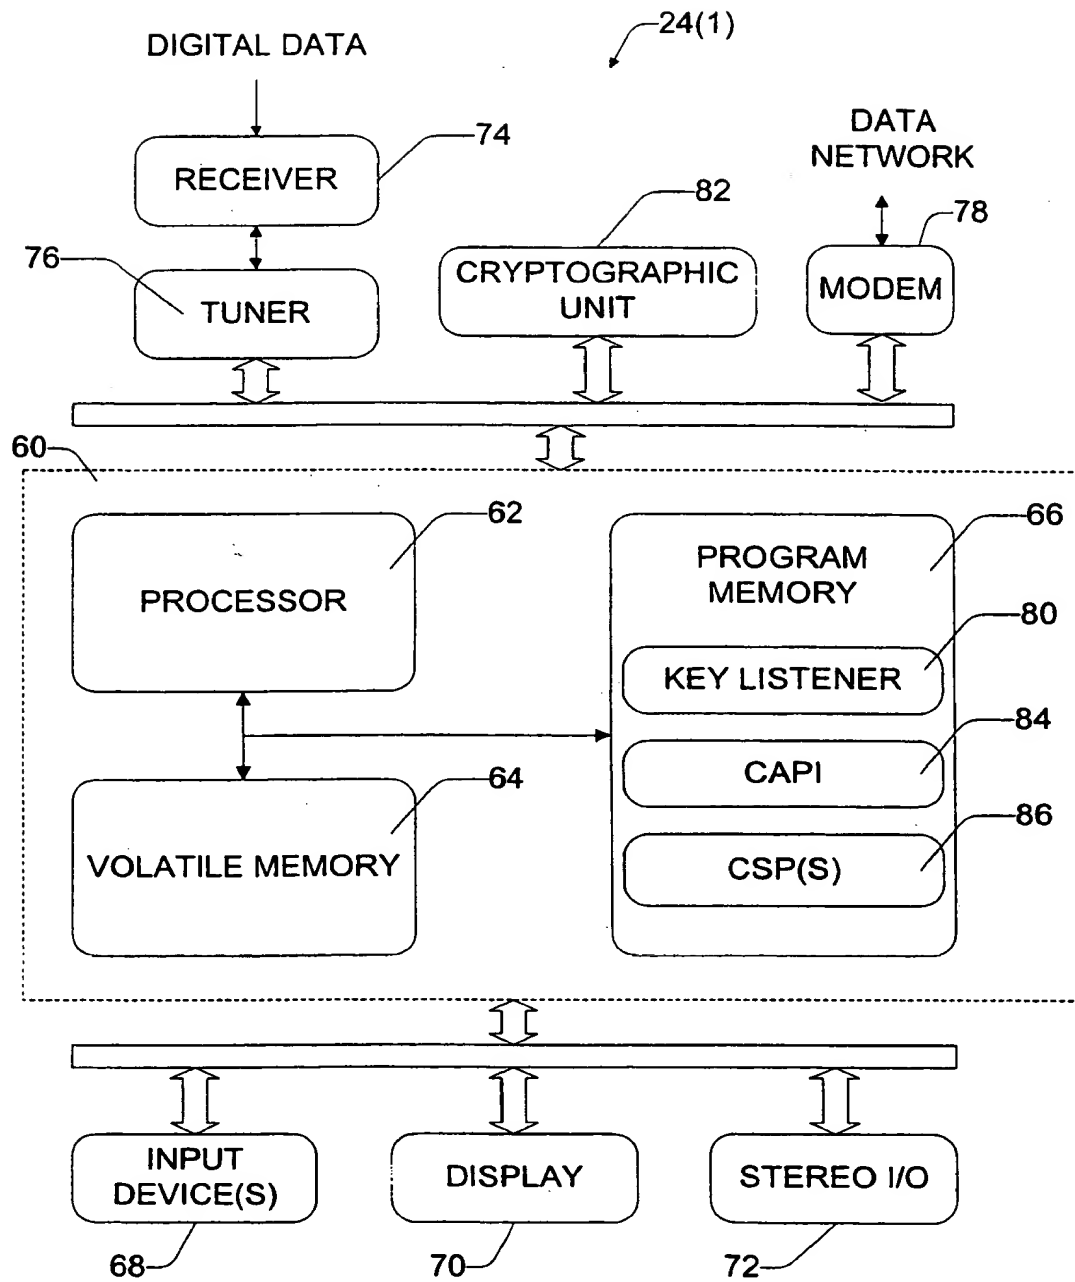 24(1)
DIGITAL DATA
74
RECEIVER
DATA
NETWORK
82
78
76
TUNER
CRYPTOGRAPHIC
UNIT
MODEM
60
62
66
PROCESSOR
PROGRAM
MEMORY
80
KEY LISTENER
84
CAPI
64
86
VOLATILE MEMORY
CSP(S)
INPUT
DEVICE(S)
DISPLAY
STEREO I/O
68
70
72